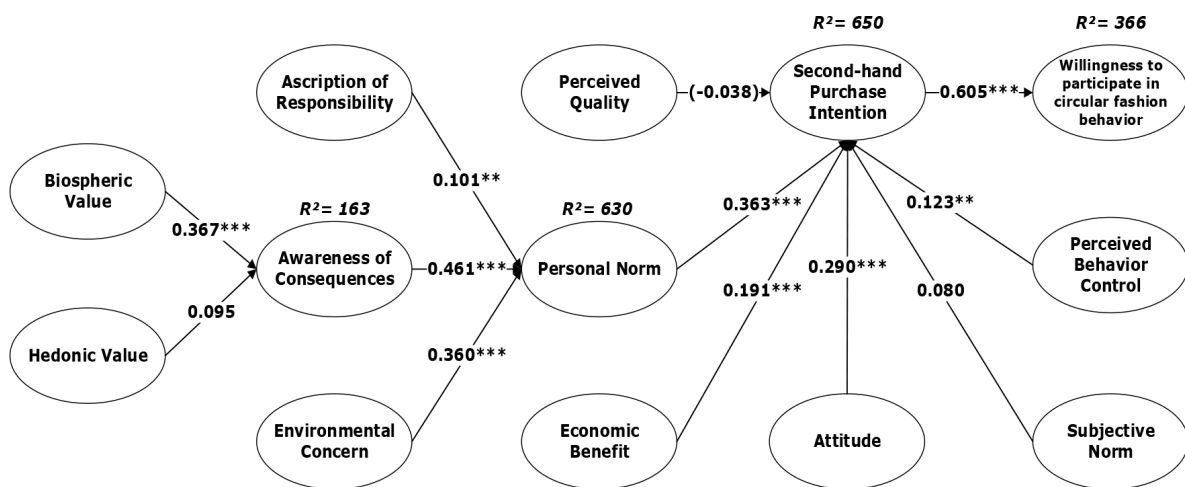 R²= 650
R²= 366
Ascription of
Responsibility
Perceived
Quality
(-0.038)
Second-hand
Purchase
Intention
0.605***
Willingness to
participate in
circular fashion
behavior
Biospheric
Value
0.367***
0.101**
R²= 163
R²= 630
0.363***
0.123**
Awareness of
Consequences
0.461***
Personal Norm
Perceived
Behavior
Control
0.290***
0.191***
0.080
Hedonic Value
0.095
0.360***
Environmental
Concern
Economic
Benefit
Attitude
Subjective
Norm